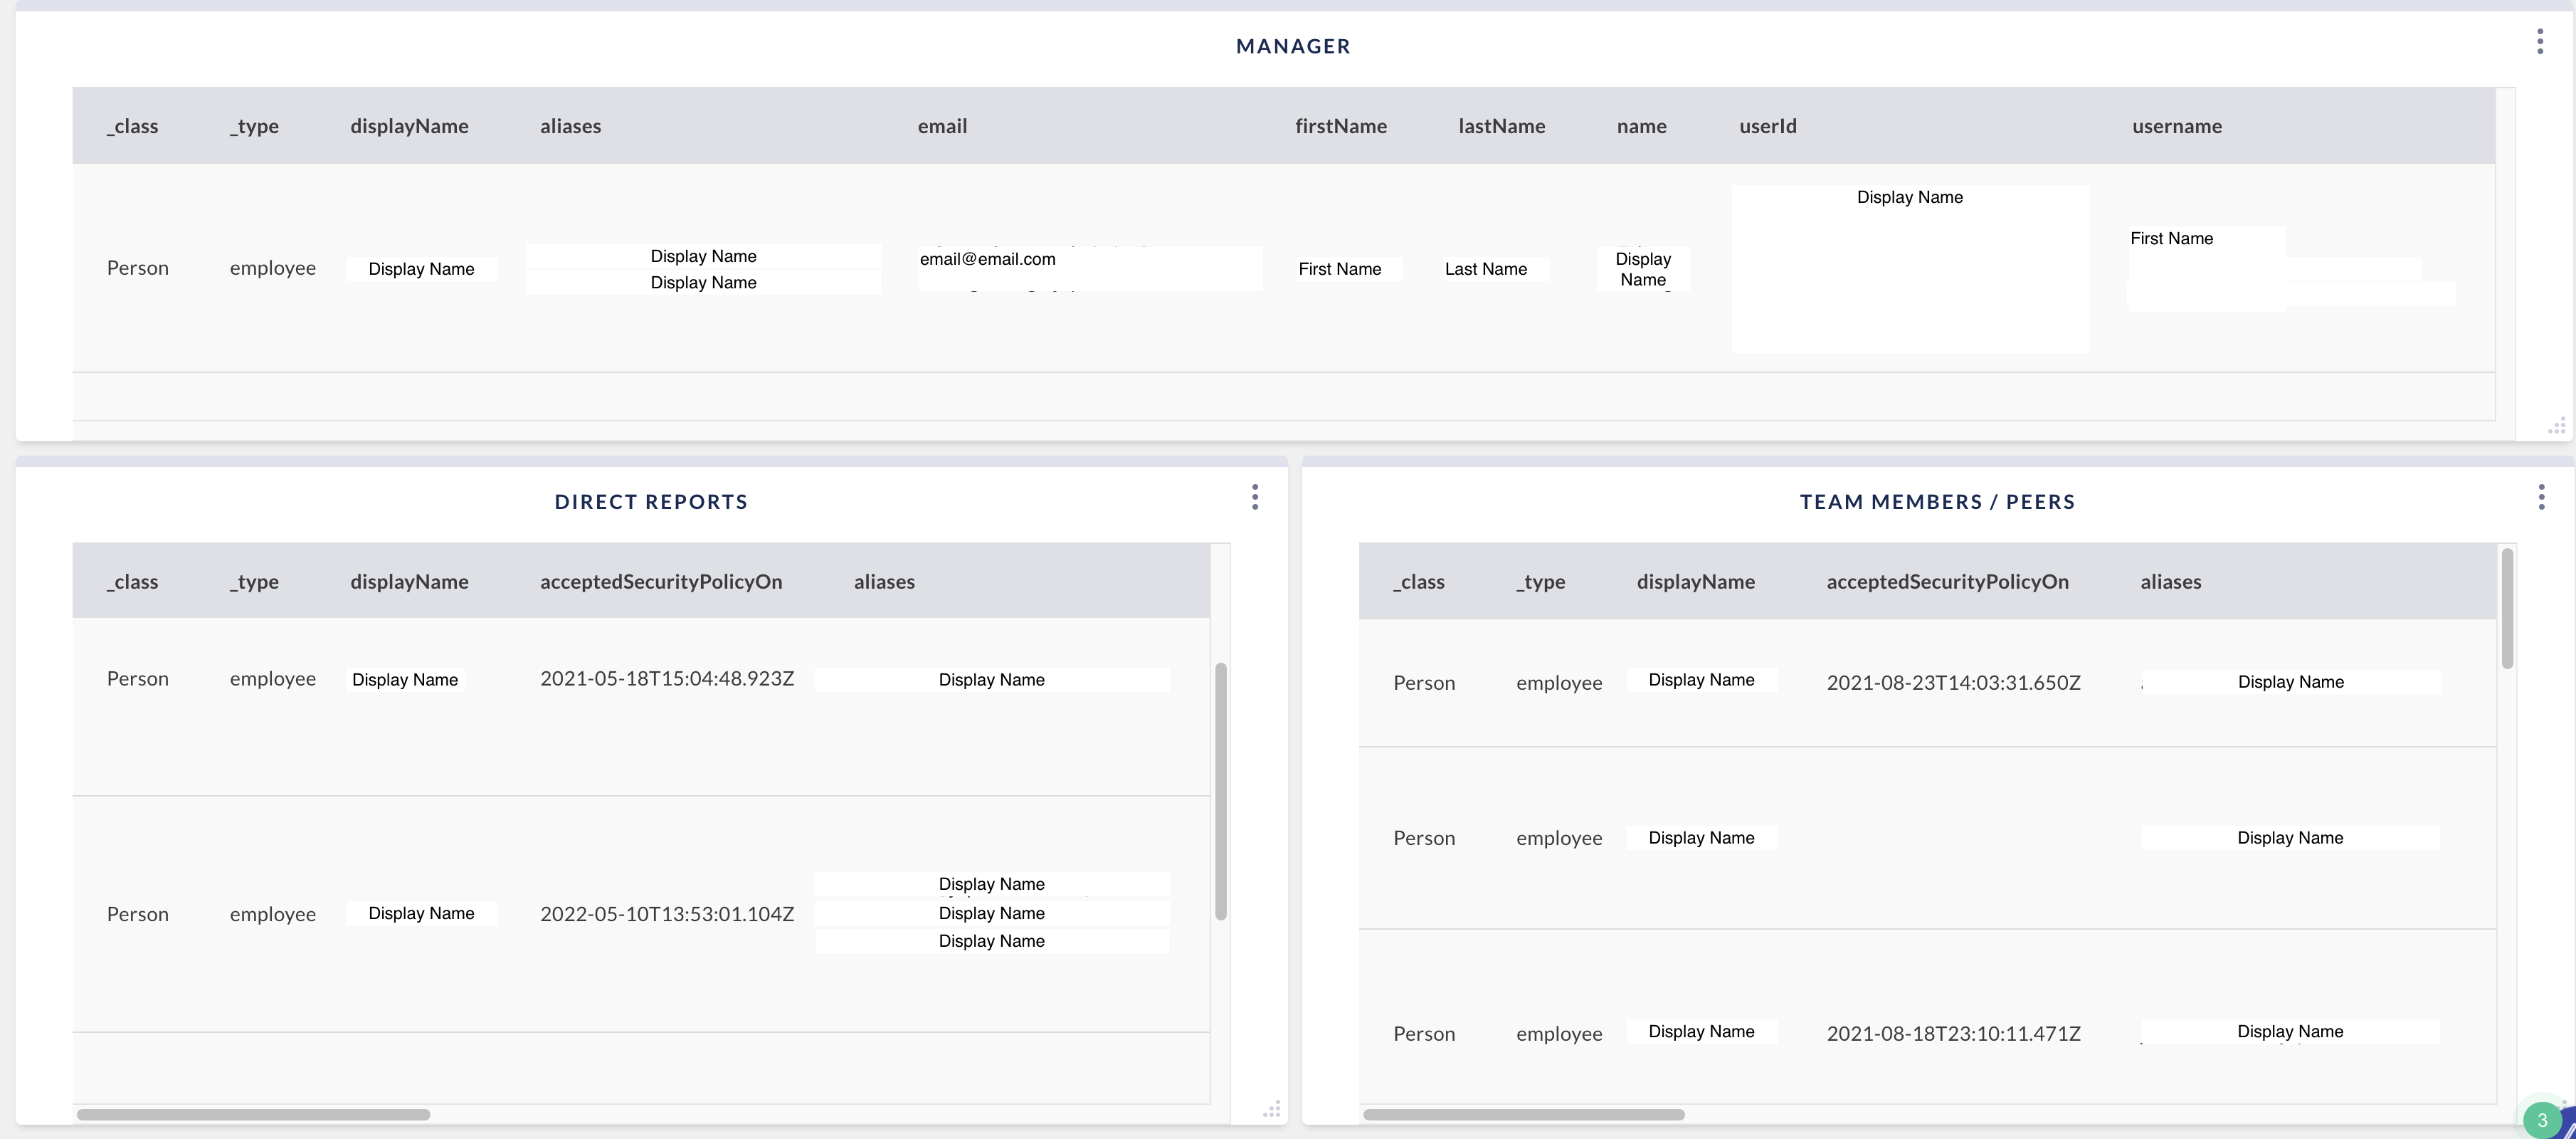 MANAGER
_class _type displayName aliases email firstName lastName name userId username
Display Name
First Name
Person employee Display Name Display Name email@email.com First Name Last Name Display
Display Name Name
DIRECT REPORTS
_class _type displayName acceptedSecurityPolicyOn aliases
Person employee Display Name 2021-05-18T15:04:48.923Z Display Name
Display Name
Person employee Display Name 2022-05-10T13:53:01.104Z Display Name
Display Name
TEAM MEMBERS / PEERS
_class _type displayName acceptedSecurityPolicyOn aliases
Person employee Display Name 2021-08-23T14:03:31.650Z Display Name
Person employee Display Name Display Name
Person employee Display Name 2021-08-18T23:10:11.471Z Display Name
3